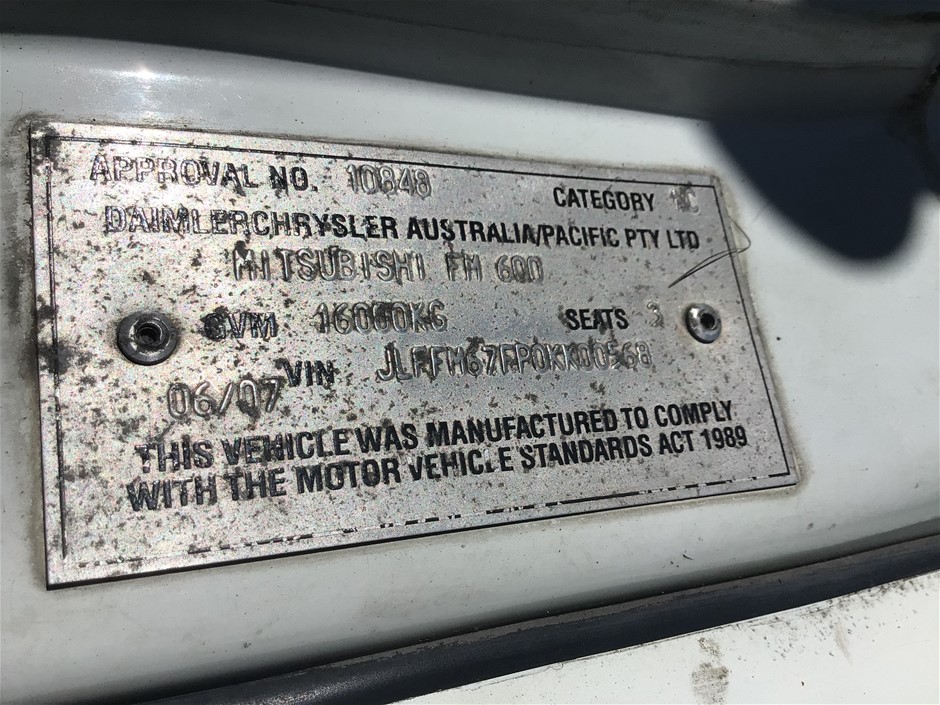 APPROVAL NO. 10848 CATEGORY NC
DAIMLERCHRYSLER AUSTRALIA/PACIFIC PTY LTD
MITSUBISHI FM 600
GVM 16000KG SEATS 3
VIN JLFFM67FP0KK00568
06/07
THIS VEHICLE WAS MANUFACTURED TO COMPLY
WITH THE MOTOR VEHICLE STANDARDS ACT 1989